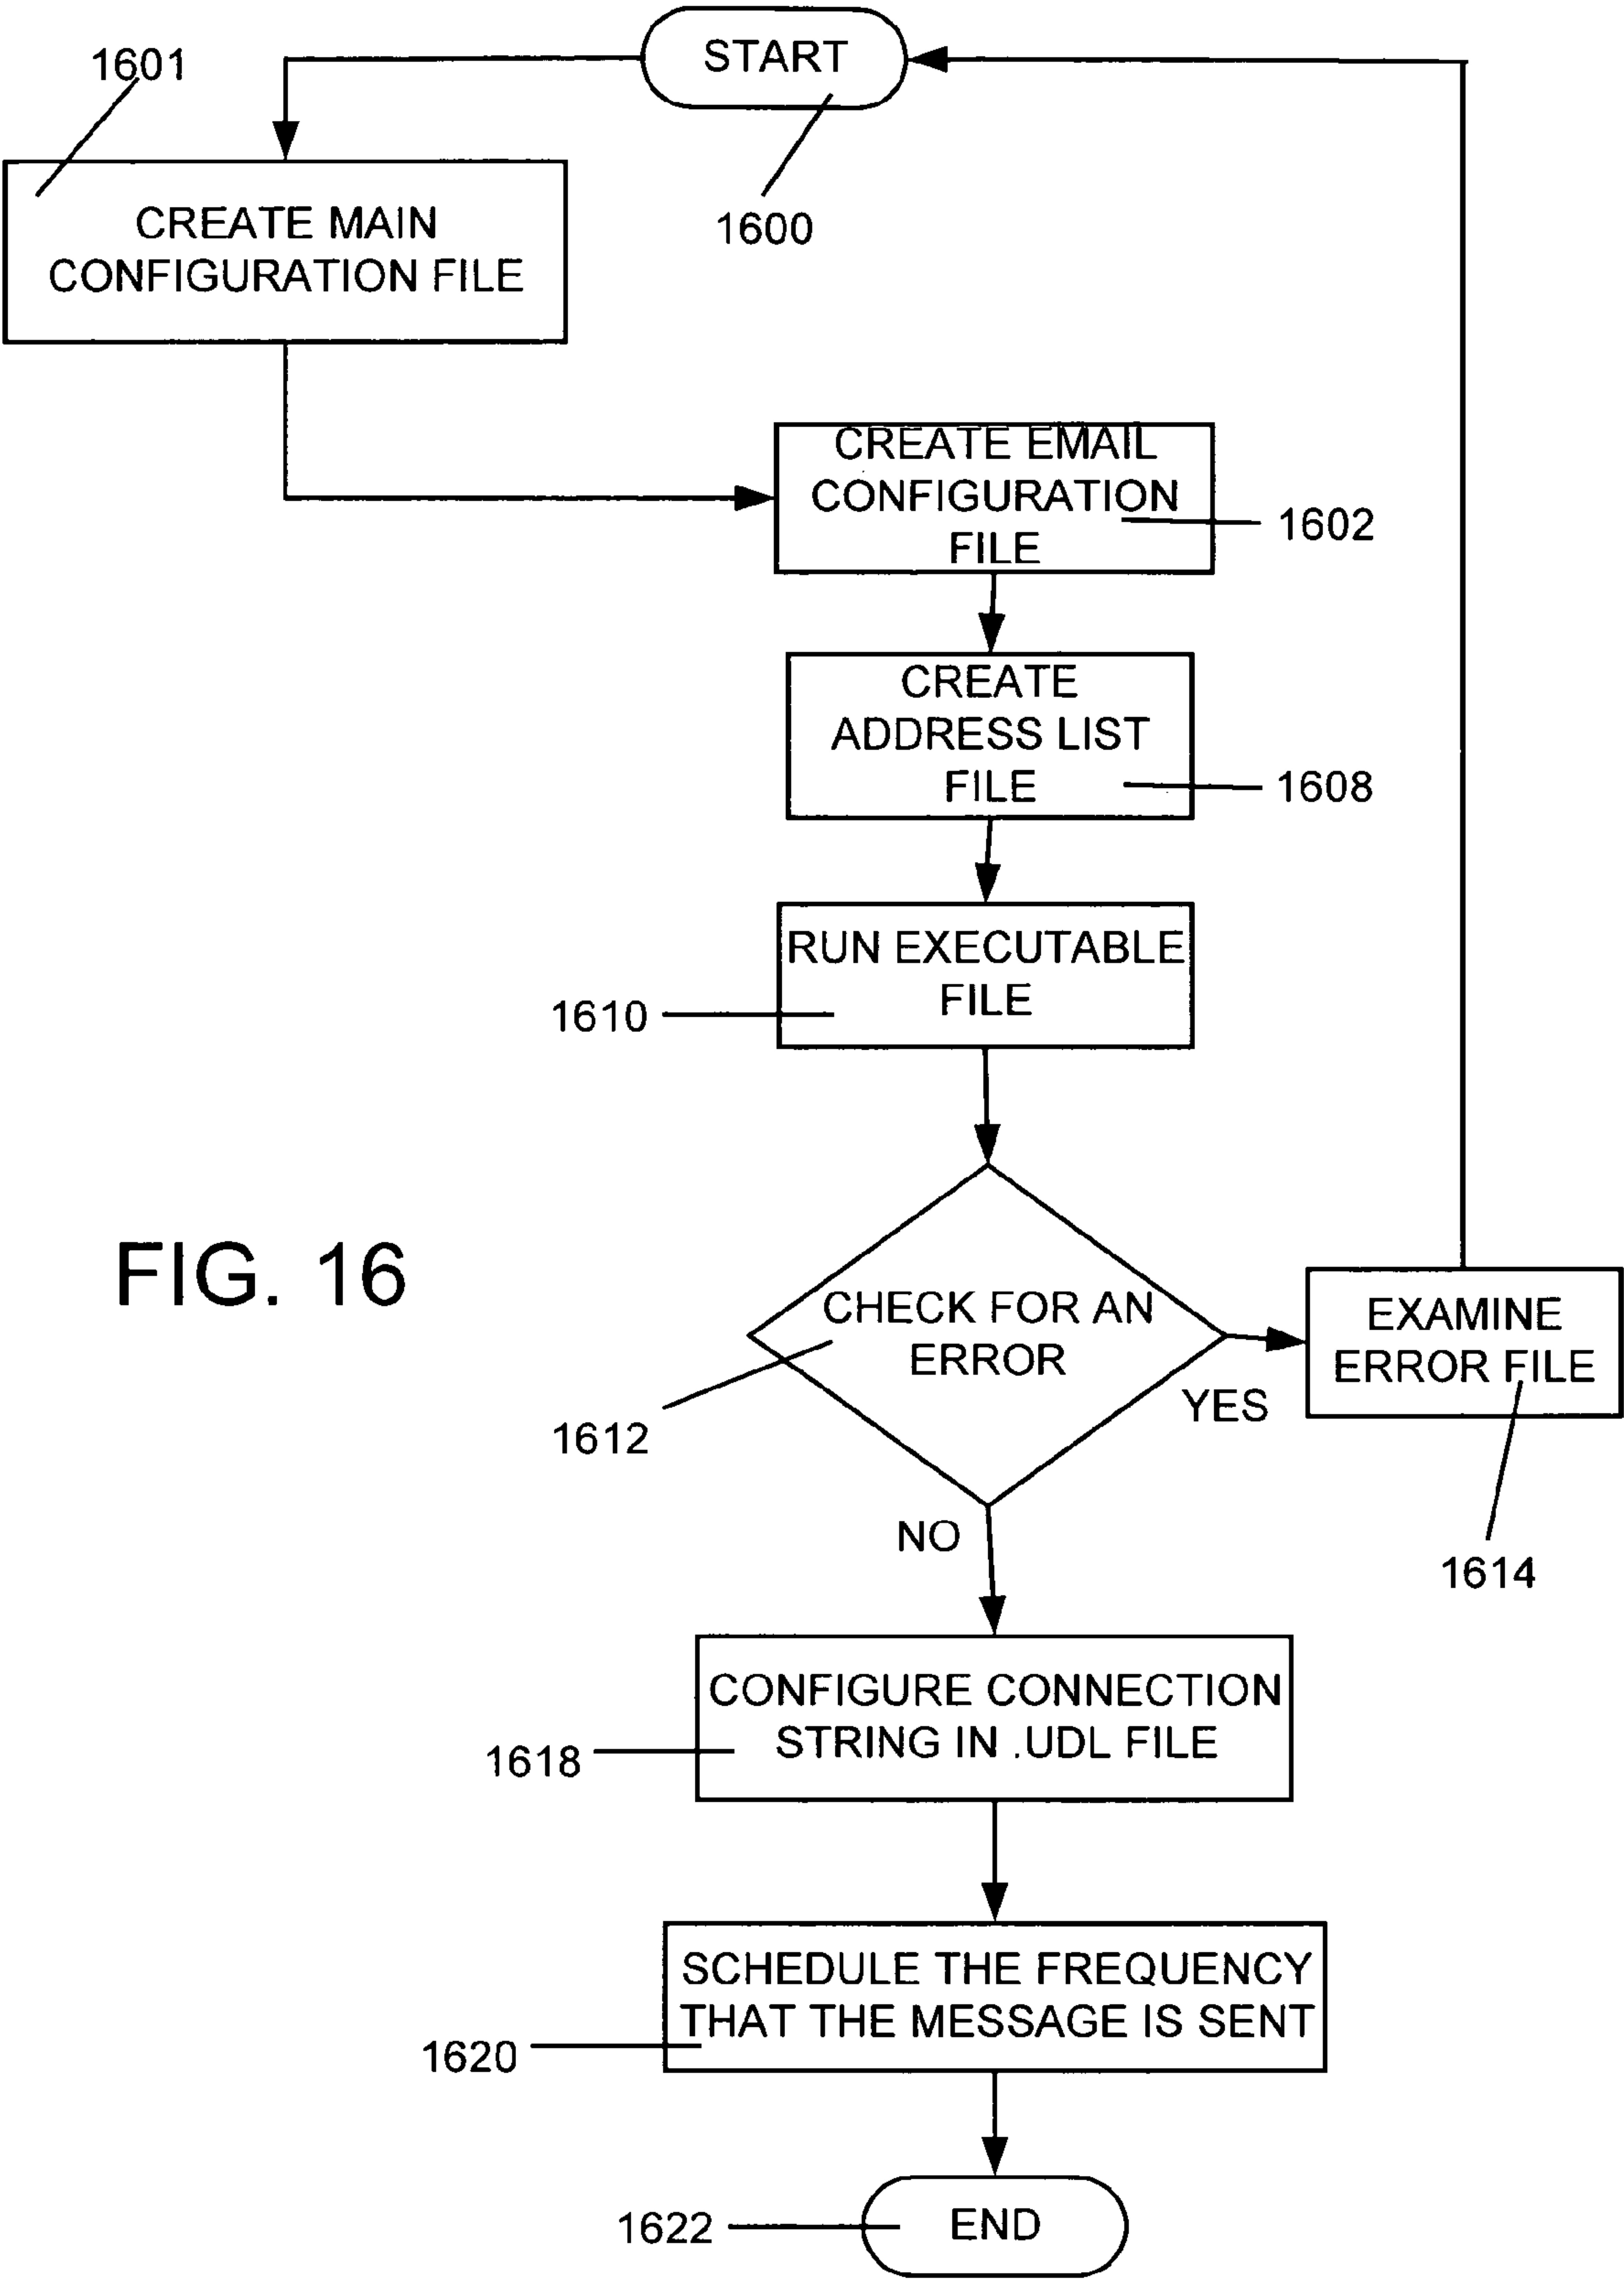 START
1601
1600
CREATE MAIN
CONFIGURATION FILE
CREATE EMAIL
CONFIGURATION
FILE
1602
CREATE
ADDRESS LIST
FILE
1608
RUN EXECUTABLE
FILE
1610
FIG. 16
CHECK FOR AN
ERROR
1612
YES
EXAMINE
ERROR FILE
1614
NO
CONFIGURE CONNECTION
STRING IN .UDL FILE
1618
SCHEDULE THE FREQUENCY
THAT THE MESSAGE IS SENT
1620
END
1622